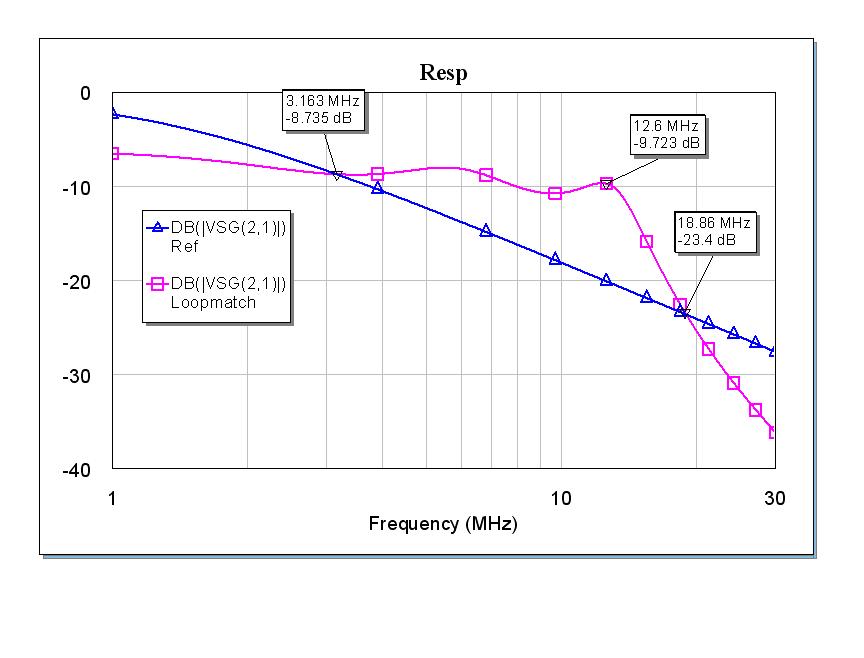 Resp
0
-10
-20
-30
-40
3.163 MHz
-8.735 dB
12.6 MHz
-9.723 dB
18.86 MHz
-23.4 dB
DB(|VSG(2,1)|)
Ref
DB(|VSG(2,1)|)
Loopmatch
1
10
30
Frequency (MHz)